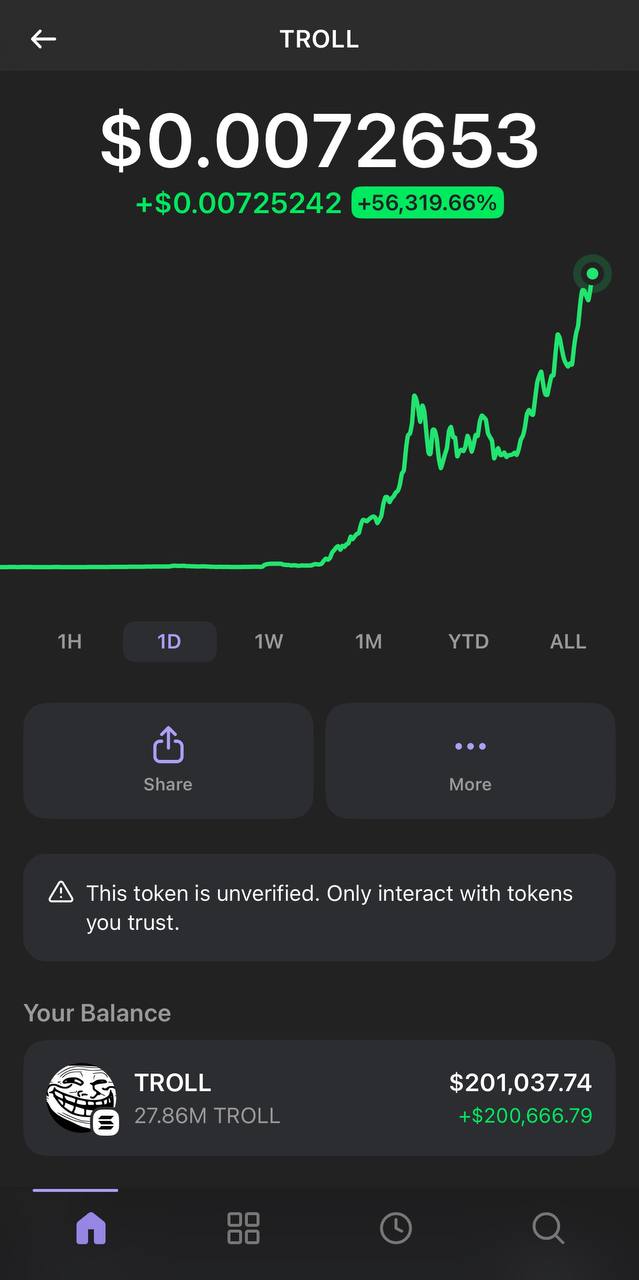 TROLL
$0.0072653
+$0.00725242 +56,319.66%
1H 1D 1W 1M YTD ALL
Share More
This token is unverified. Only interact with tokens
you trust.
Your Balance
TROLL $201,037.74
27.86M TROLL +$200,666.79